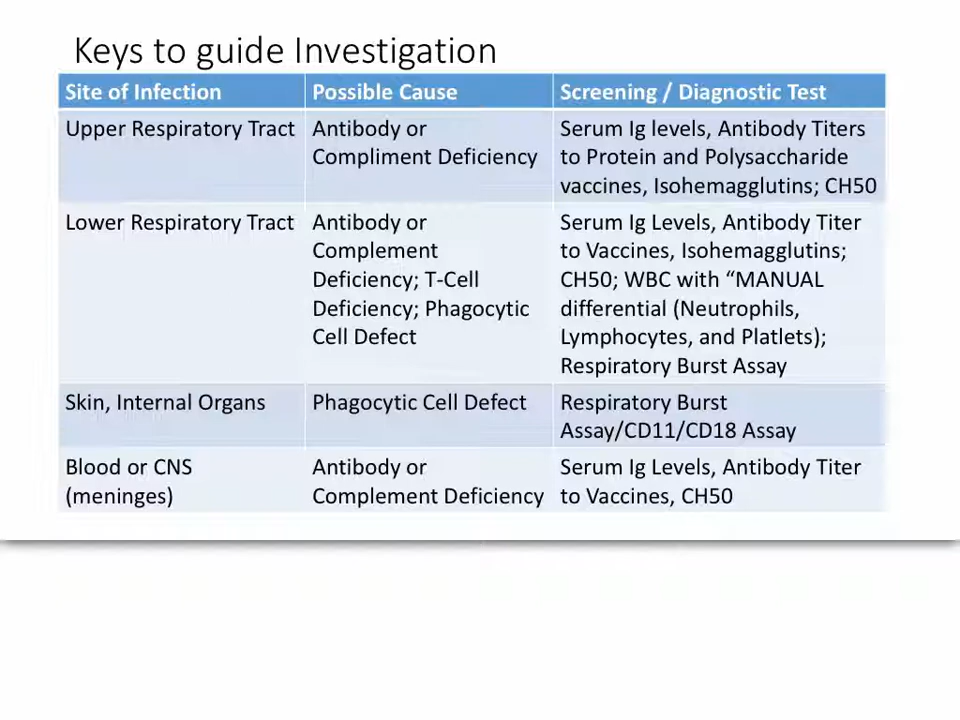 Keys to guide Investigation
Site of Infection
Possible Cause
Screening / Diagnostic Test
Upper Respiratory Tract
Antibody or
Compliment Deficiency
Serum Ig levels, Antibody Titers
to Protein and Polysaccharide
vaccines, Isohemagglutins; CH50
Lower Respiratory Tract
Antibody or
Complement
Deficiency; T-Cell
Deficiency; Phagocytic
Cell Defect
Serum Ig Levels, Antibody Titer
to Vaccines, Isohemagglutins;
CH50; WBC with “MANUAL
differential (Neutrophils,
Lymphocytes, and Platlets);
Respiratory Burst Assay
Skin, Internal Organs
Phagocytic Cell Defect
Respiratory Burst
Assay/CD11/CD18 Assay
Blood or CNS
(meninges)
Antibody or
Complement Deficiency
Serum Ig Levels, Antibody Titer
to Vaccines, CH50